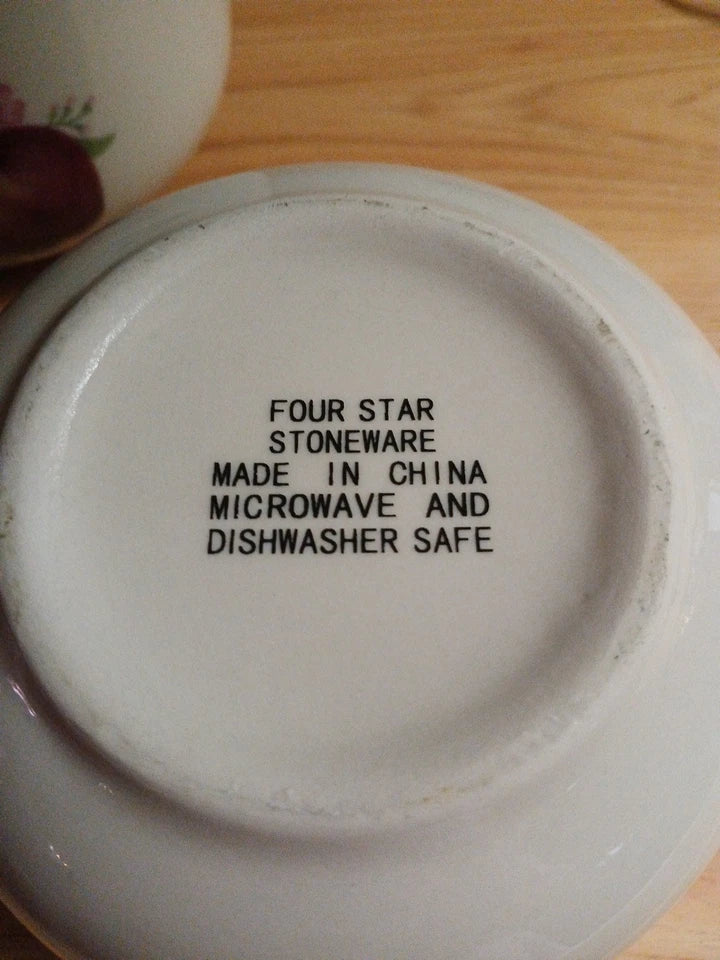 FOUR STAR
STONEWARE
MADE IN CHINA
MICROWAVE AND
DISHWASHER SAFE